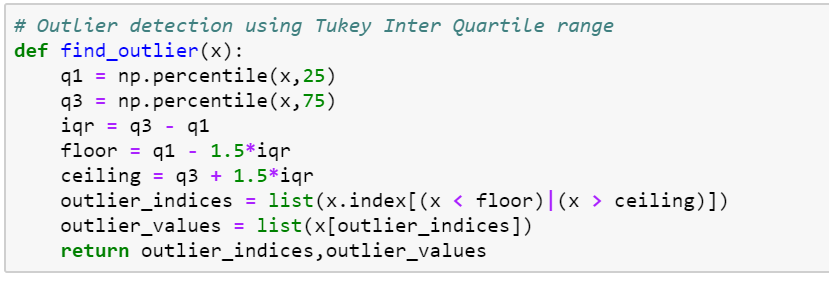 # Outlier detection using Tukey Inter Quartile range
def find_outlier(x):
    q1 = np.percentile(x,25)
    q3 = np.percentile(x,75)
    iqr = q3 - q1
    floor = q1 - 1.5*iqr
    ceiling = q3 + 1.5*iqr
    outlier_indices = list(x.index[(x < floor)|(x > ceiling)])
    outlier_values = list(x[outlier_indices])
    return outlier_indices,outlier_values